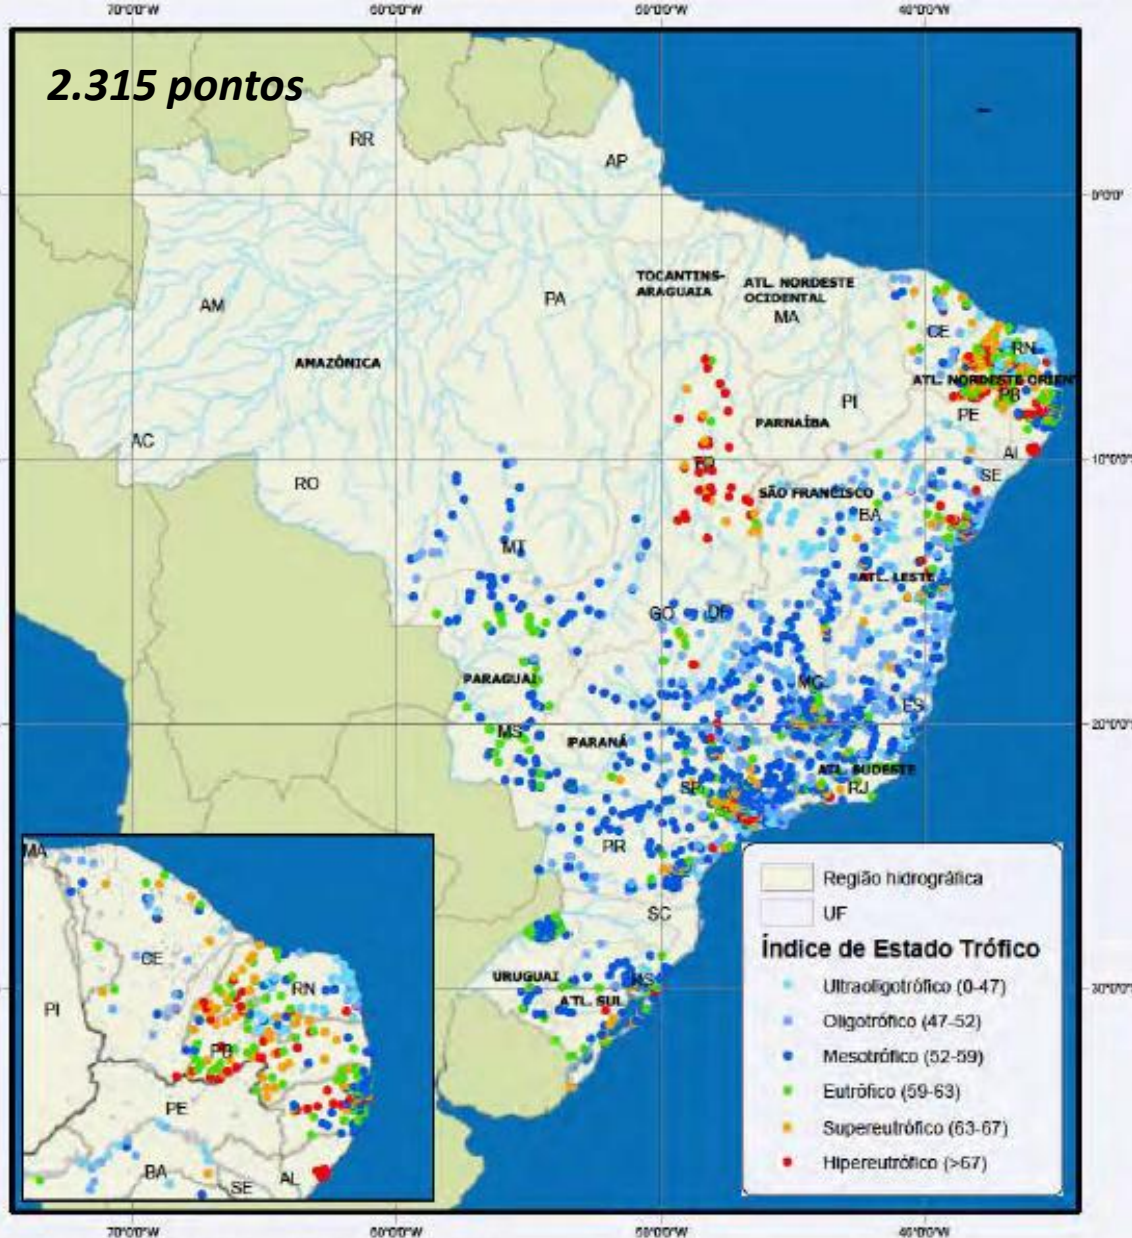 70°0'0"W 60°0'0"W 50°0'0"W 40°0'0"W
2.315 pontos
RR
AP
0°0'0"
TOCANTINS-
ARAGUAIA
ATL. NORDESTE
OCIDENTAL
AM
PA
MA
CE
RN
AMAZÔNICA
ATL. NORDESTE ORIENT
PB
PI
PE
PARNAÍBA
AC
AL
TO
10°0'0"S
RO
SE
SÃO FRANCISCO
BA
MT
ATL. LESTE
GO
DF
PARAGUAI
MG
ES
20°0'0"S
MS
PARANÁ
ATL. SUDESTE
SP
RJ
PR
SC
URUGUAI
RS
ATL. SUL
30°0'0"S
MA
CE
RN
PI
PB
PE
BA
SE
AL
Região hidrográfica
UF
Índice de Estado Trófico
Ultraoligotrófico (0-47)
Oligotrófico (47-52)
Mesotrófico (52-59)
Eutrófico (59-63)
Supereutrófico (63-67)
Hipereutrófico (>67)
70°0'0"W 60°0'0"W 50°0'0"W 40°0'0"W